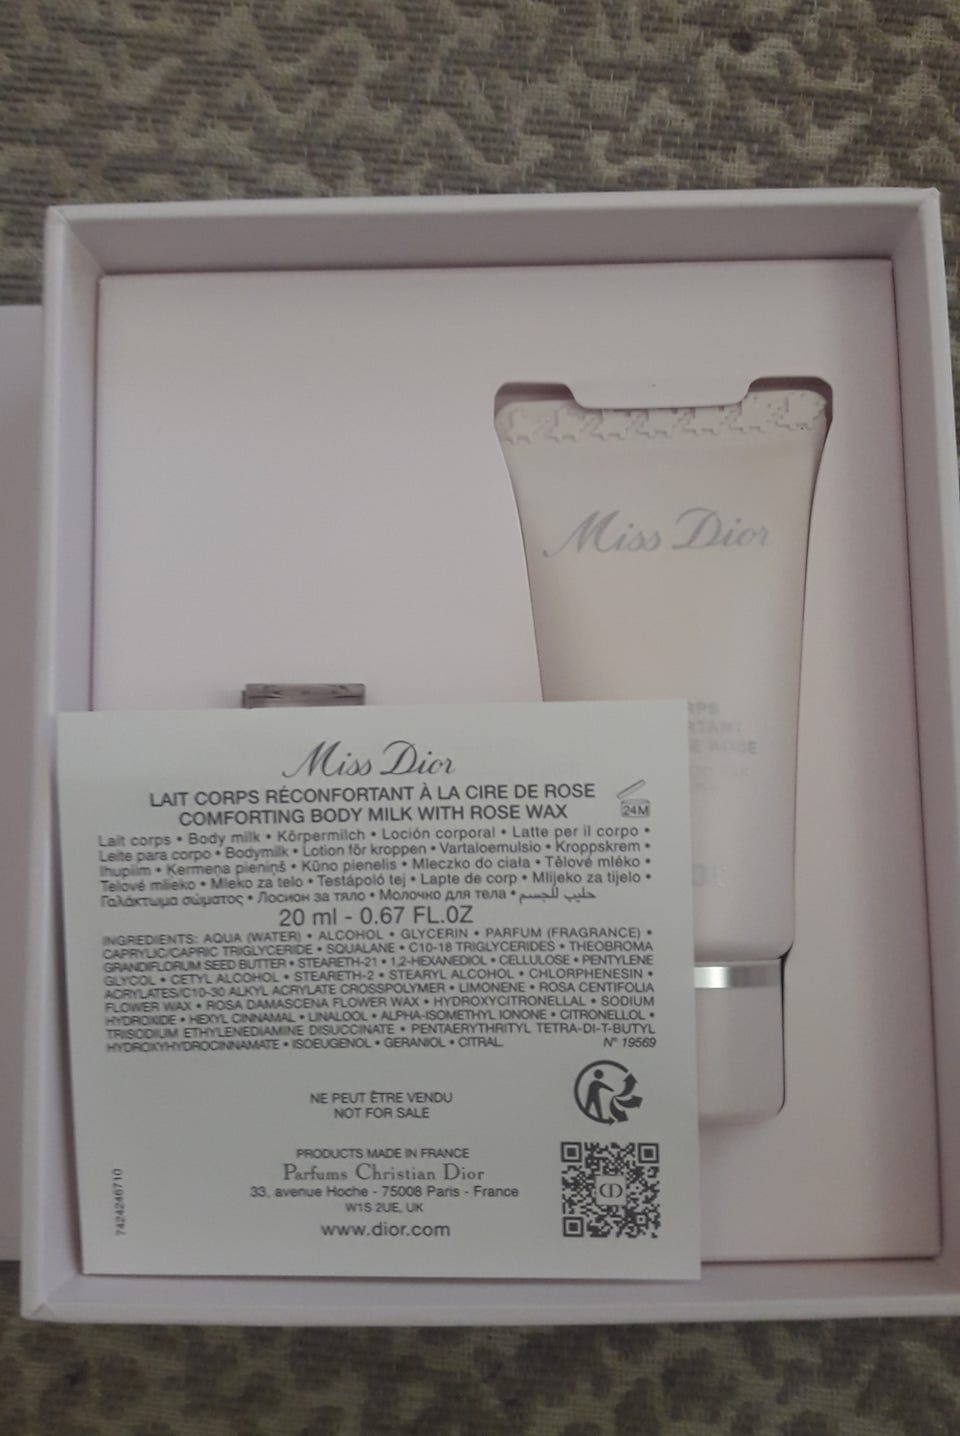 Miss Dior
RPS
RTANT
E ROSE
Miss Dior
LAIT CORPS RÉCONFORTANT À LA CIRE DE ROSE
COMFORTING BODY MILK WITH ROSE WAX
24M
Lait corps • Body milk • Körpermilch • Loción corporal • Latte per il corpo •
Leite para corpo • Bodymilk • Lotion för kroppen • Vartaloemulsio • Kroppskrem •
Ihupiim • Ķermeņa pieniņš • Kūno pienelis • Mleczko do ciała • Tělové mléko •
Telové mlieko • Mleko za telo • Testápoló tej • Lapte de corp • Mlijeko za tijelo •
Γαλάκτωμα σώματος • Лосион за тяло • Молочко для тела • حليب للجسم
20 ml - 0.67 FL.OZ
INGREDIENTS: AQUA (WATER) • ALCOHOL • GLYCERIN • PARFUM (FRAGRANCE) •
CAPRYLIC/CAPRIC TRIGLYCERIDE • SQUALANE • C10-18 TRIGLYCERIDES • THEOBROMA
GRANDIFLORUM SEED BUTTER • STEARETH-21 • 1,2-HEXANEDIOL • CELLULOSE • PENTYLENE
GLYCOL • CETYL ALCOHOL • STEARETH-2 • STEARYL ALCOHOL • CHLORPHENESIN •
ACRYLATES/C10-30 ALKYL ACRYLATE CROSSPOLYMER • LIMONENE • ROSA CENTIFOLIA
FLOWER WAX • ROSA DAMASCENA FLOWER WAX • HYDROXYCITRONELLAL • SODIUM
HYDROXIDE • HEXYL CINNAMAL • LINALOOL • ALPHA-ISOMETHYL IONONE • CITRONELLOL •
TRISODIUM ETHYLENEDIAMINE DISUCCINATE • PENTAERYTHRITYL TETRA-DI-T-BUTYL
HYDROXYHYDROCINNAMATE • ISOEUGENOL • GERANIOL • CITRAL. N° 19569
NE PEUT ÊTRE VENDU
NOT FOR SALE
PRODUCTS MADE IN FRANCE
Parfums Christian Dior
33, avenue Hoche - 75008 Paris - France
W1S 2UE, UK
www.dior.com
7424246710
CD